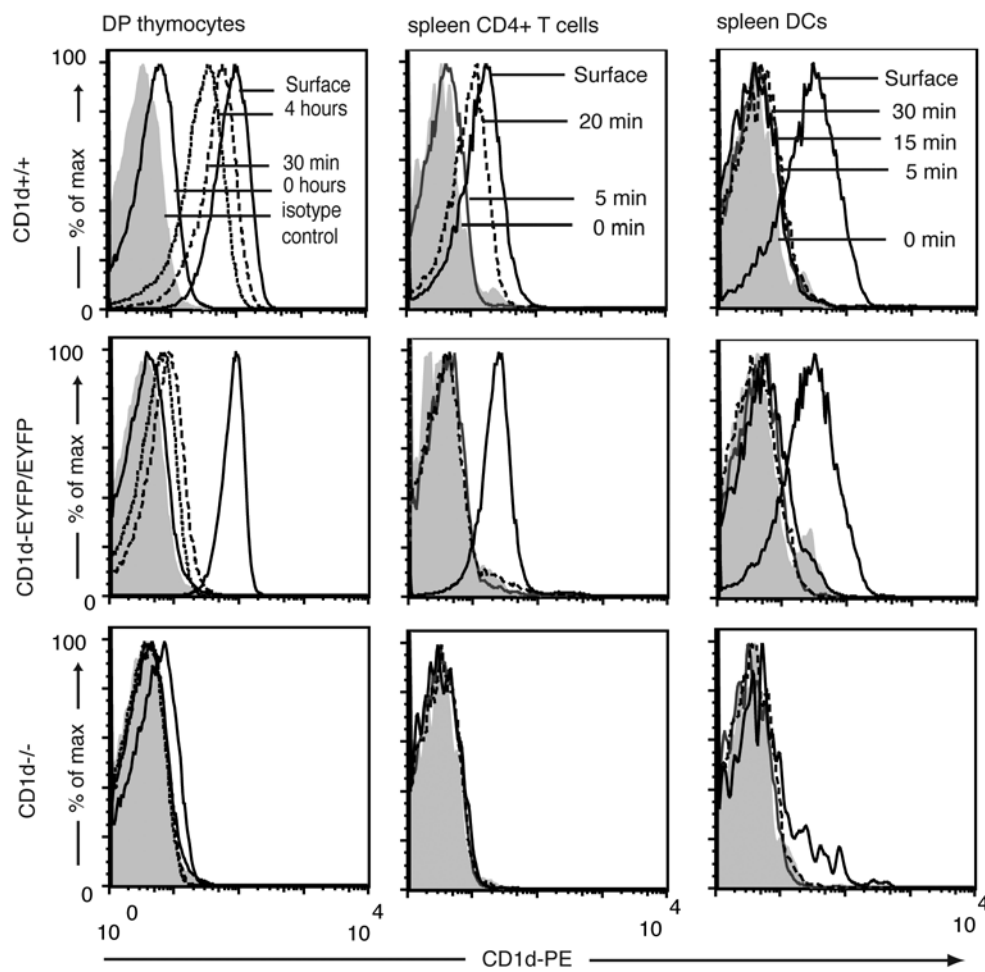 DP thymocytes
spleen CD4+ T cells
spleen DCs
CD1d+/+
% of max
100
0
Surface
4 hours
30 min
0 hours
isotype
control
Surface
20 min
5 min
0 min
Surface
30 min
15 min
5 min
0 min
CD1d-EYFP/EYFP
% of max
100
0
CD1d-/-
% of max
100
0
10 0
10 4
10 4
10 4
CD1d-PE